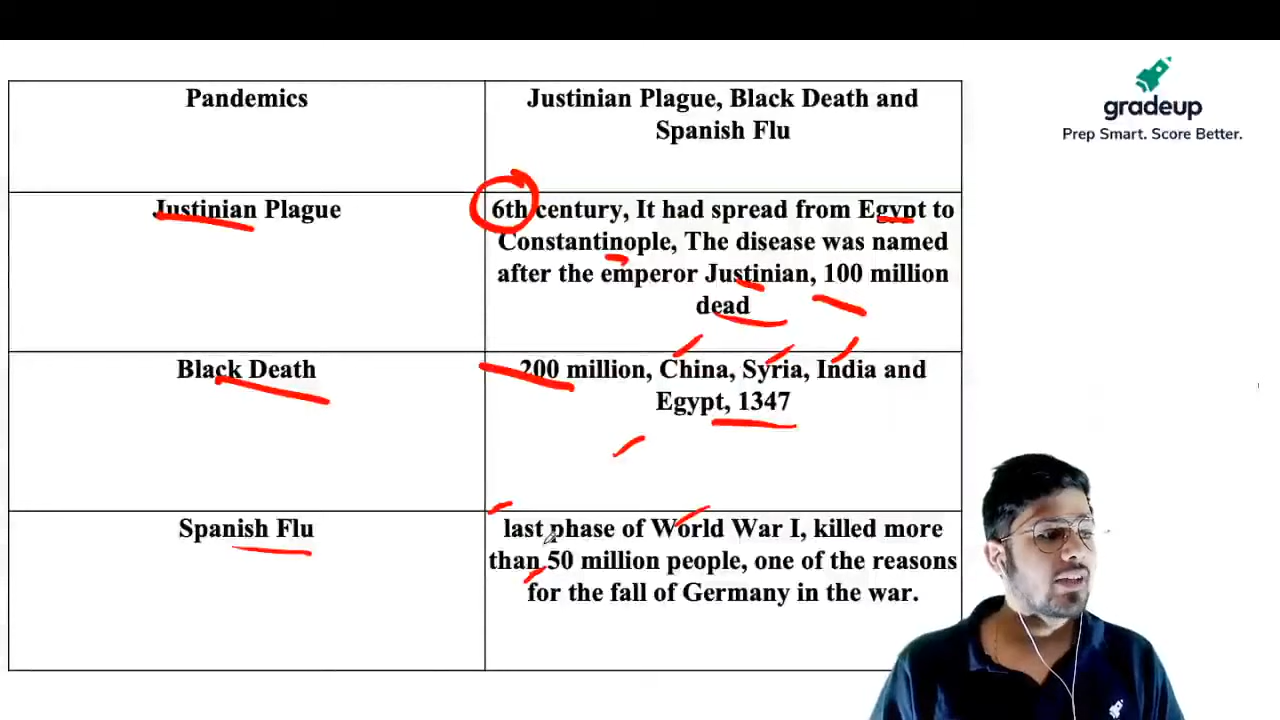 Pandemics
Justinian Plague, Black Death and
Spanish Flu
gradeup
Prep Smart. Score Better.
Justinian Plague
6th century, It had spread from Egypt to
Constantinople, The disease was named
after the emperor Justinian, 100 million
dead
Black Death
200 million, China, Syria, India and
Egypt, 1347
Spanish Flu
last phase of World War I, killed more
than 50 million people, one of the reasons
for the fall of Germany in the war.